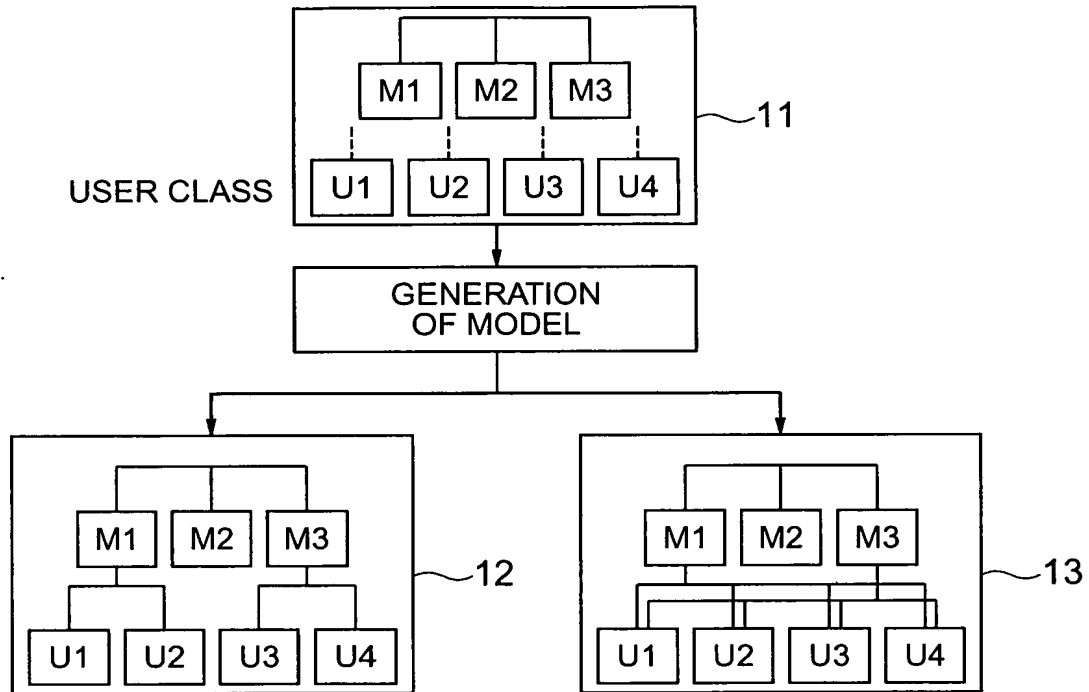 M1 M2 M3
11
U1 U2 U3 U4
USER CLASS
GENERATION
OF MODEL
M1 M2 M3
12
U1 U2 U3 U4
M1 M2 M3
13
U1 U2 U3 U4